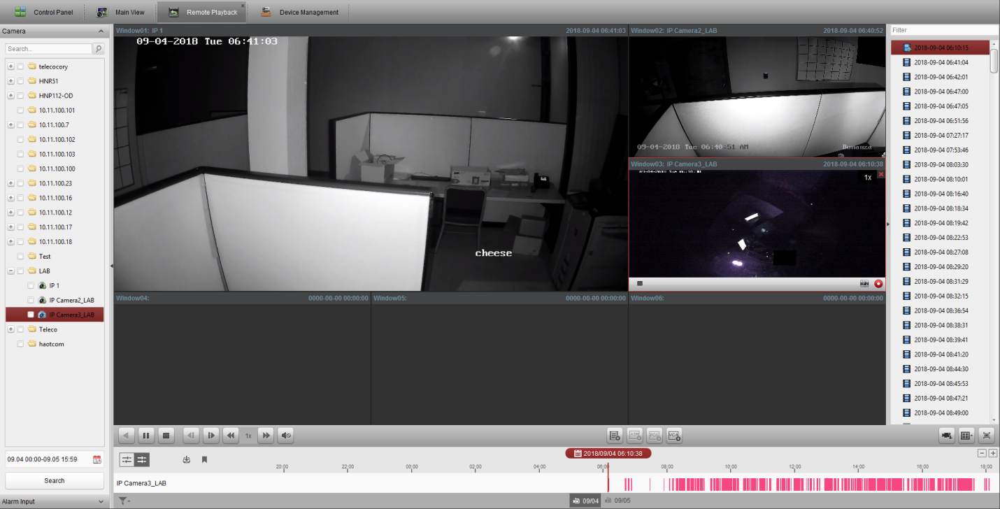 Control Panel
Main View
Remote Playback
Device Management
Camera
Search...
telecocory
HNR51
HNP112-OD
10.11.100.101
10.11.100.7
10.11.100.102
10.11.100.103
10.11.100.100
10.11.100.23
10.11.100.16
10.11.100.12
10.11.100.17
10.11.100.18
Test
LAB
IP 1
IP Camera2_LAB
IP Camera3_LAB
Teleco
haotcom
09.04 00:00-09.05 15:59
Search
Alarm Input
Window01: IP 1 2018-09-04 06:41:03
09-04-2018 Tue 06:41:03
cheese
Window02: IP Camera2_LAB 2018-09-04 06:40:52
09-04-2018 Tue 06:40:51 AM
Bonanza
Window03: IP Camera3_LAB 2018-09-04 06:10:38
1x
Window04: 0000-00-00 00:00:00
Window05: 0000-00-00 00:00:00
Window06: 0000-00-00 00:00:00
Filter
2018-09-04 06:10:15
2018-09-04 06:41:04
2018-09-04 06:42:01
2018-09-04 06:47:00
2018-09-04 06:47:05
2018-09-04 06:51:56
2018-09-04 07:27:17
2018-09-04 07:53:46
2018-09-04 08:03:30
2018-09-04 08:10:01
2018-09-04 08:16:40
2018-09-04 08:18:34
2018-09-04 08:19:42
2018-09-04 08:22:53
2018-09-04 08:27:08
2018-09-04 08:29:20
2018-09-04 08:31:29
2018-09-04 08:32:15
2018-09-04 08:36:54
2018-09-04 08:38:31
2018-09-04 08:39:41
2018-09-04 08:41:20
2018-09-04 08:44:30
2018-09-04 08:45:53
2018-09-04 08:47:21
2018-09-04 08:49:00
1x
ATM
POS
VCA
2018/09/04 06:10:38
20:00 22:00 00:00 02:00 04:00 06:00 08:00 10:00 12:00 14:00 16:00 18:00
IP Camera3_LAB
09/04
09/05